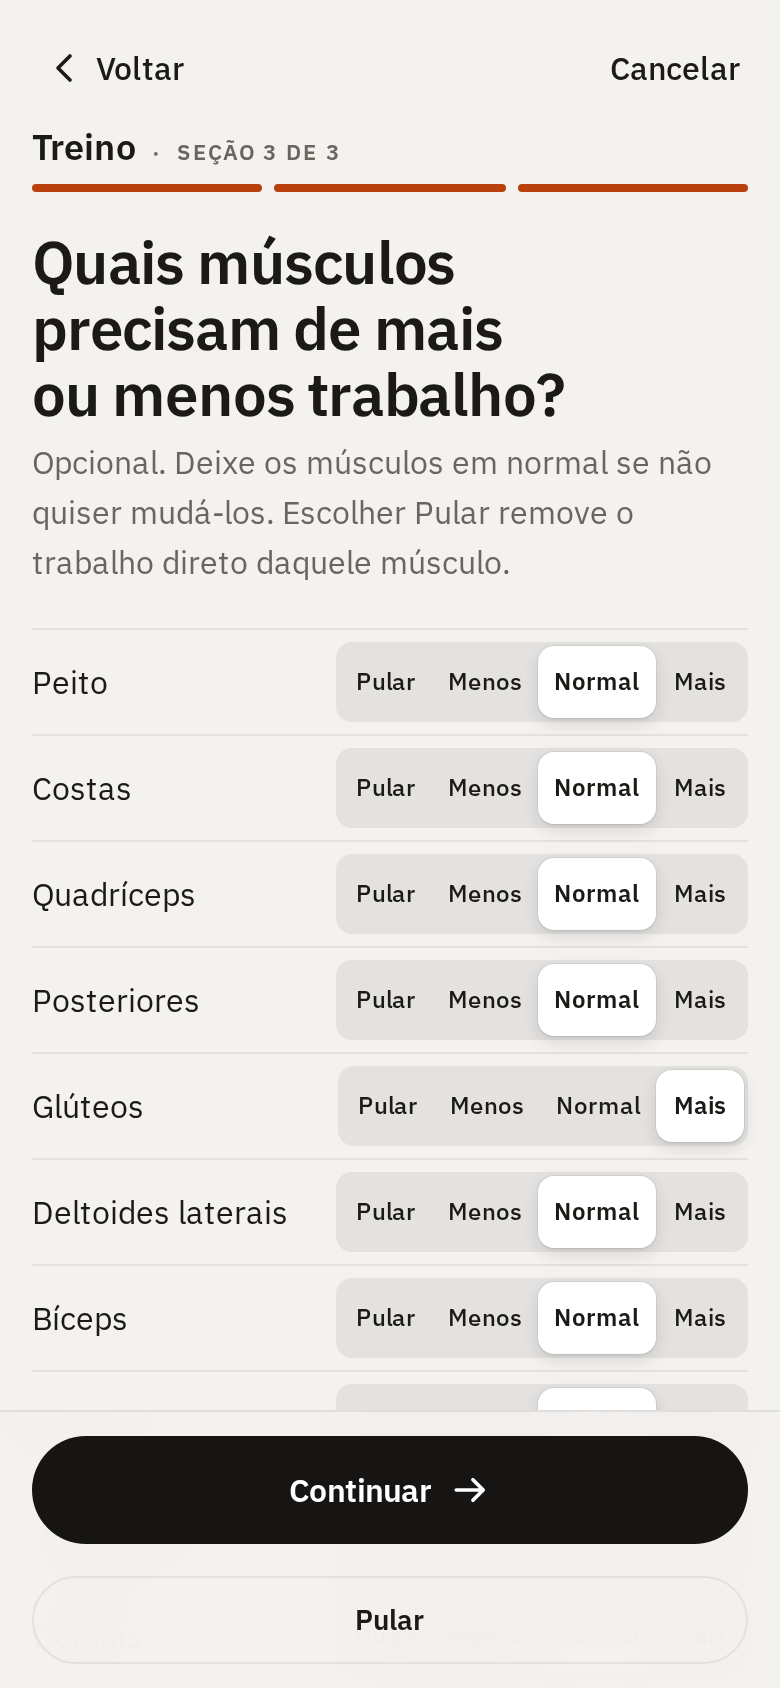 Voltar
Cancelar
Treino · SEÇÃO 3 DE 3
Quais músculos
precisam de mais
ou menos trabalho?
Opcional. Deixe os músculos em normal se não
quiser mudá-los. Escolher Pular remove o
trabalho direto daquele músculo.
Peito Pular Menos Normal Mais
Costas Pular Menos Normal Mais
Quadríceps Pular Menos Normal Mais
Posteriores Pular Menos Normal Mais
Glúteos Pular Menos Normal Mais
Deltoides laterais Pular Menos Normal Mais
Bíceps Pular Menos Normal Mais
Continuar
Pular